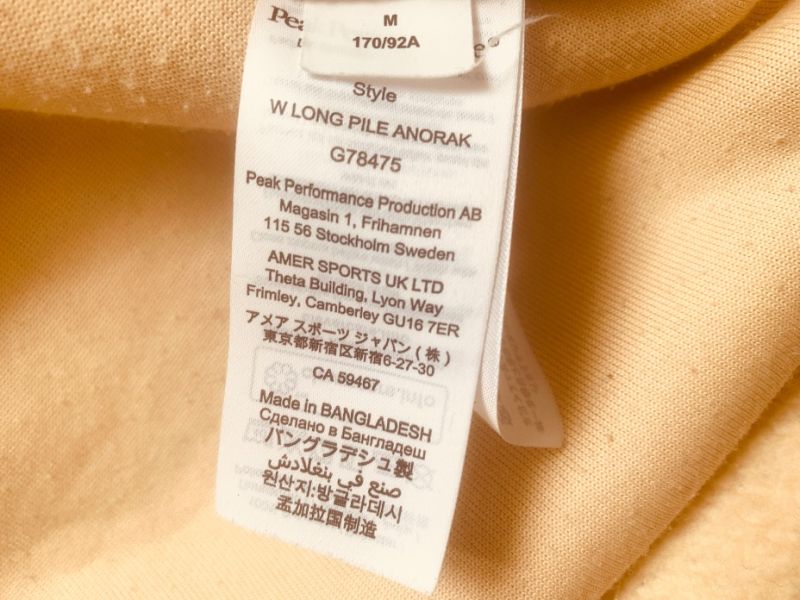 M
170/92A
Style
W LONG PILE ANORAK
G78475
Peak Performance Production AB
Magasin 1, Frihamnen
115 56 Stockholm Sweden
AMER SPORTS UK LTD
Theta Building, Lyon Way
Frimley, Camberley GU16 7ER
アメア スポーツ ジャパン ( 株 )
東京都新宿区新宿6-27-30
CA 59467
Made in BANGLADESH
Сделано в Бангладеш
バングラデシュ製
صنع في بنغلادش
원산지:방글라데시
孟加拉国制造